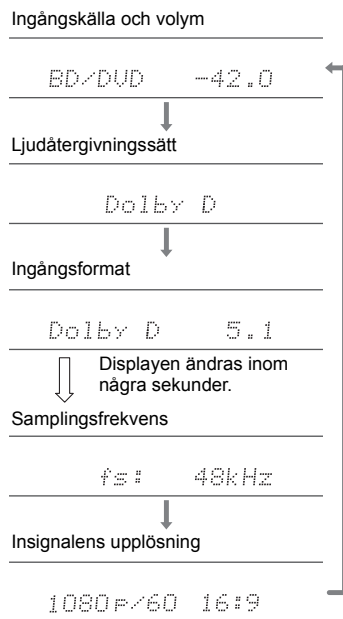 Ingångskälla och volym
BD/DVD -42.0
Ljudåtergivningssätt
Dolby D
Ingångsformat
Dolby D 5.1
Displayen ändras inom
några sekunder.
Samplingsfrekvens
fs: 48kHz
Insignalens upplösning
1080p/60 16:9